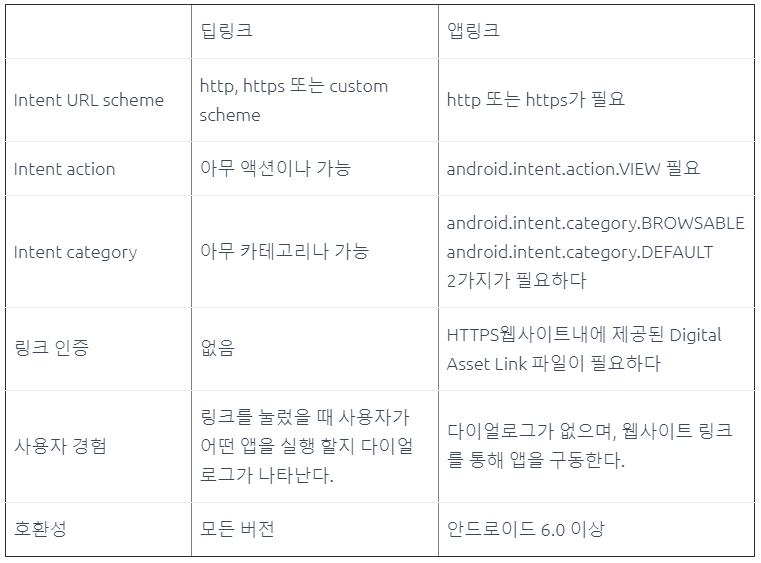 딥링크
앱링크
Intent URL scheme
http, https 또는 custom
scheme
http 또는 https가 필요
Intent action
아무 액션이나 가능
android.intent.action.VIEW 필요
Intent category
아무 카테고리나 가능
android.intent.category.BROWSABLE
android.intent.category.DEFAULT
2가지가 필요하다
링크 인증
없음
HTTPS웹사이트내에 제공된 Digital
Asset Link 파일이 필요하다
사용자 경험
링크를 눌렀을 때 사용자가
어떤 앱을 실행 할지 다이얼
로그가 나타난다.
다이얼로그가 없으며, 웹사이트 링크
를 통해 앱을 구동한다.
호환성
모든 버전
안드로이드 6.0 이상